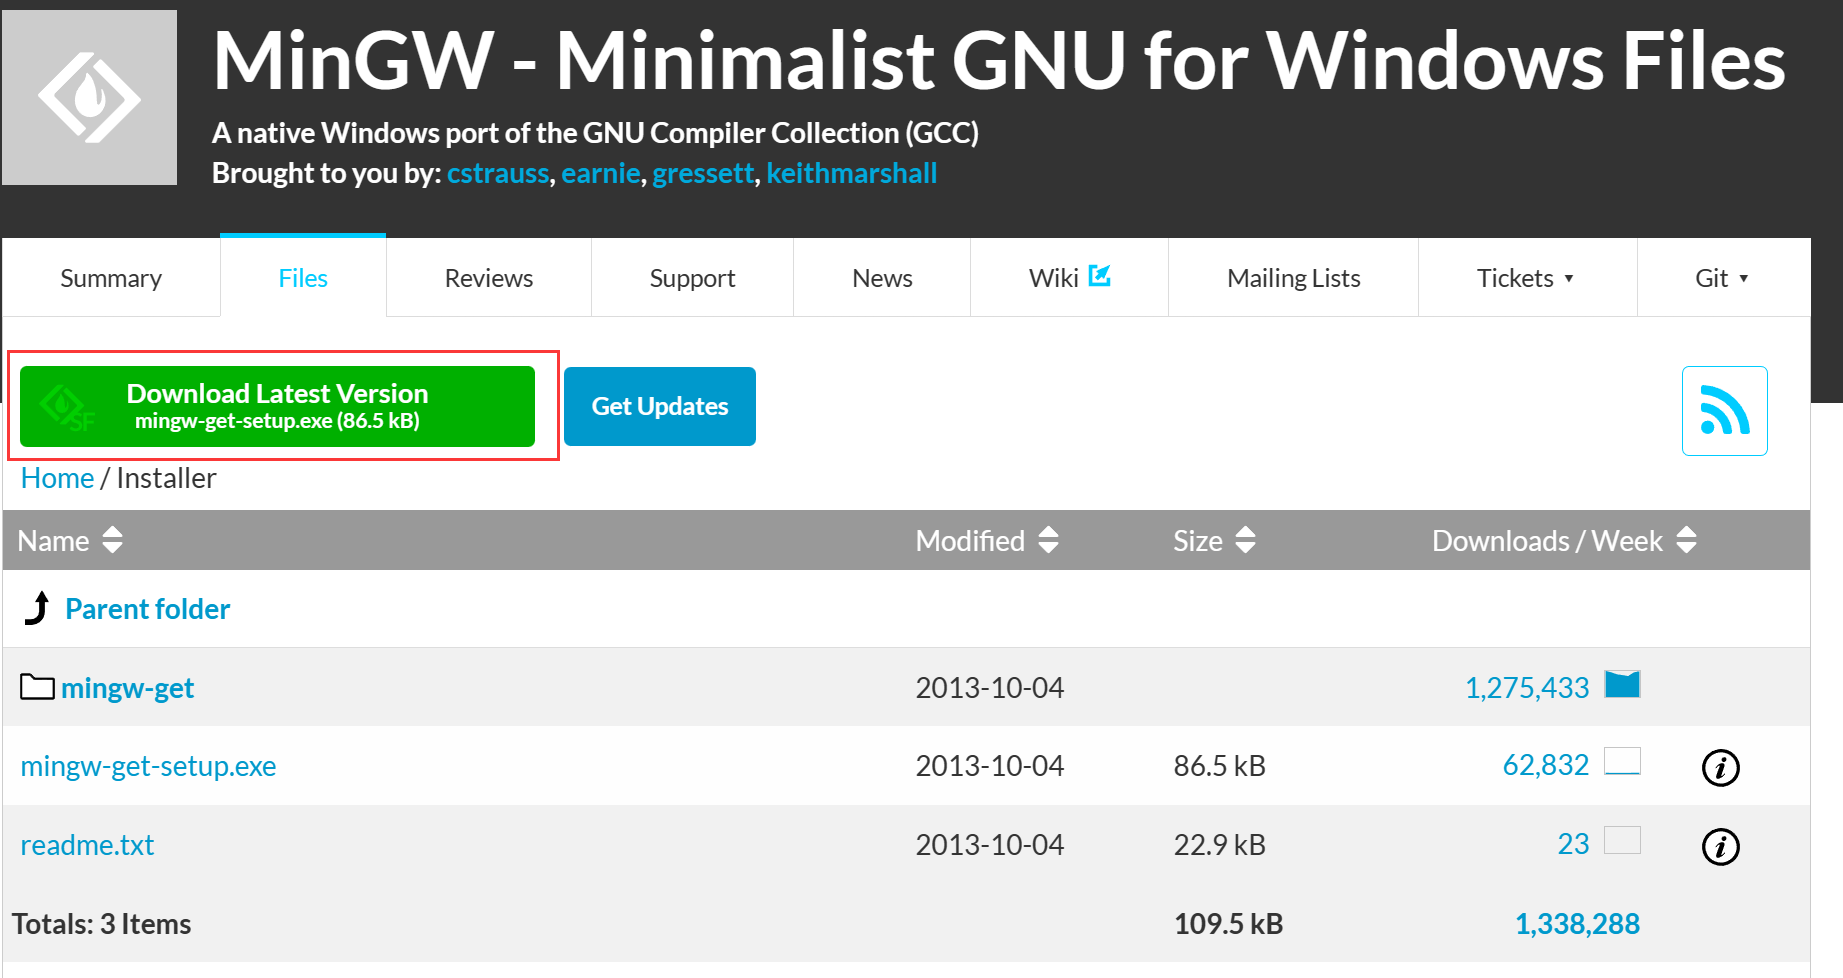 MinGW - Minimalist GNU for Windows Files
A native Windows port of the GNU Compiler Collection (GCC)
Brought to you by: cstrauss, earnie, gressett, keithmarshall
Summary Files Reviews Support News Wiki Mailing Lists Tickets Git
SF Download Latest Version
mingw-get-setup.exe (86.5 kB)
Get Updates
Home / Installer
Name Modified Size Downloads / Week
Parent folder
mingw-get 2013-10-04 1,275,433
mingw-get-setup.exe 2013-10-04 86.5 kB 62,832 i
readme.txt 2013-10-04 22.9 kB 23 i
Totals: 3 Items 109.5 kB 1,338,288